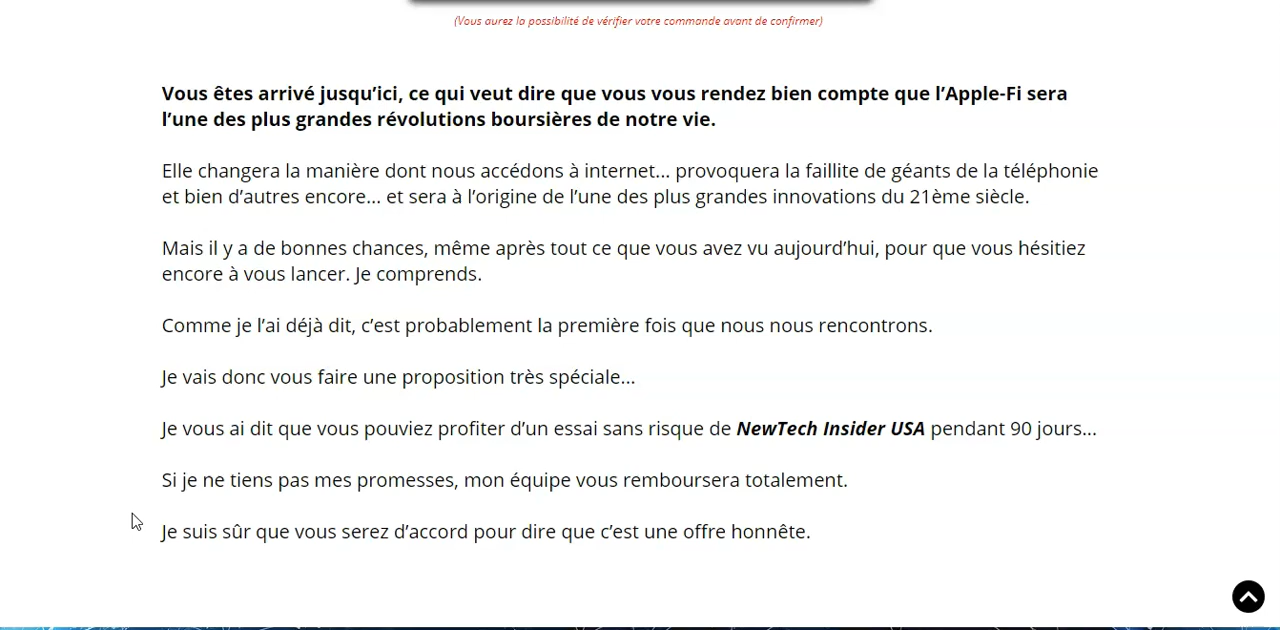 (Vous aurez la possibilité de vérifier votre commande avant de confirmer)
Vous êtes arrivé jusqu’ici, ce qui veut dire que vous vous rendez bien compte que l’Apple-Fi sera
l’une des plus grandes révolutions boursières de notre vie.
Elle changera la manière dont nous accédons à internet... provoquera la faillite de géants de la téléphonie
et bien d’autres encore... et sera à l’origine de l’une des plus grandes innovations du 21ème siècle.
Mais il y a de bonnes chances, même après tout ce que vous avez vu aujourd’hui, pour que vous hésitiez
encore à vous lancer. Je comprends.
Comme je l’ai déjà dit, c’est probablement la première fois que nous nous rencontrons.
Je vais donc vous faire une proposition très spéciale...
Je vous ai dit que vous pouviez profiter d’un essai sans risque de NewTech Insider USA pendant 90 jours...
Si je ne tiens pas mes promesses, mon équipe vous remboursera totalement.
Je suis sûr que vous serez d’accord pour dire que c’est une offre honnête.